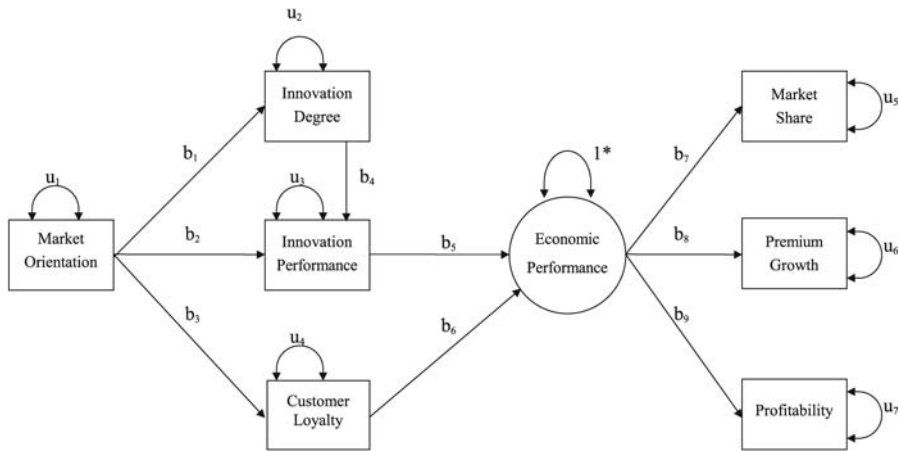 u₂
Innovation
Degree
Market
Share
u₅
b₁
b₄
b₇
1*
u₁
u₃
Market
Orientation
b₂
Innovation
Performance
b₅
Economic
Performance
b₈
Premium
Growth
u₆
b₃
b₆
b₉
u₄
Customer
Loyalty
Profitability
u₇